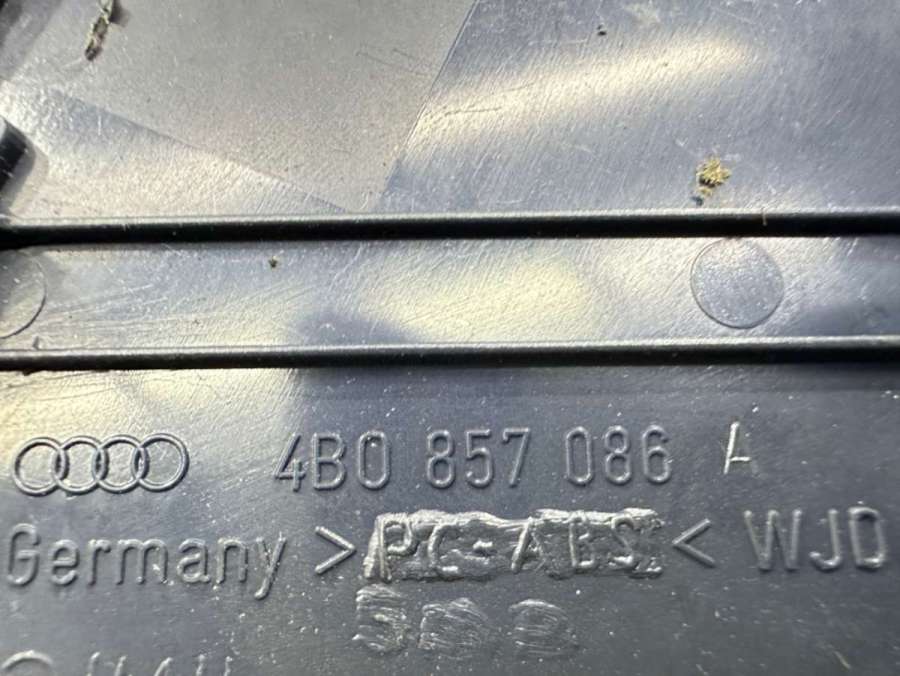 4B0 857 086 A
Germany >PC-ABS< WJD